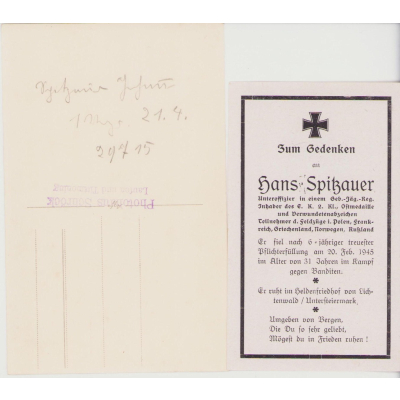 21.4.
29715
Zum Gedenken
an
Hans Spitzauer
Unteroffizier in einem Geb.-Jäg.-Reg.
Inhaber des E. K. 2. Kl., Ostmedaille
und Verwundetenabzeichen
Teilnehmer d. Feldzüge i. Polen, Frank-
reich, Griechenland, Norwegen, Rußland
Er fiel nach 6-jähriger treuester
Pflichterfüllung am 20. Feb. 1945
im Alter von 31 Jahren im Kampf
gegen Banditen.
Er ruht im Heldenfriedhof von Lich-
tenwald / Untersteiermark.
Umgeben von Bergen,
Die Du so sehr geliebt,
Mögest du in Frieden ruhen !